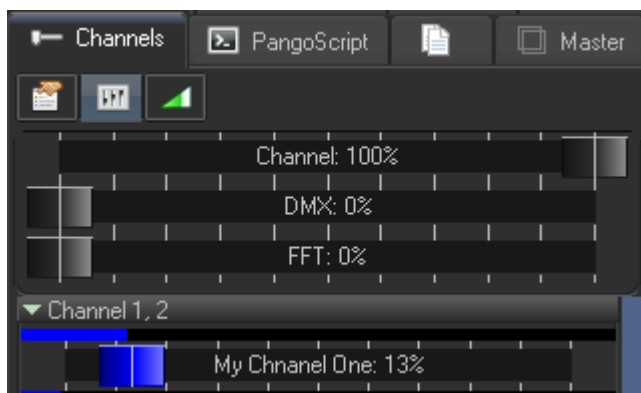 Channels PangoScript Master
Channel: 100%
DMX: 0%
FFT: 0%
Channel 1, 2
My Chnanel One: 13%